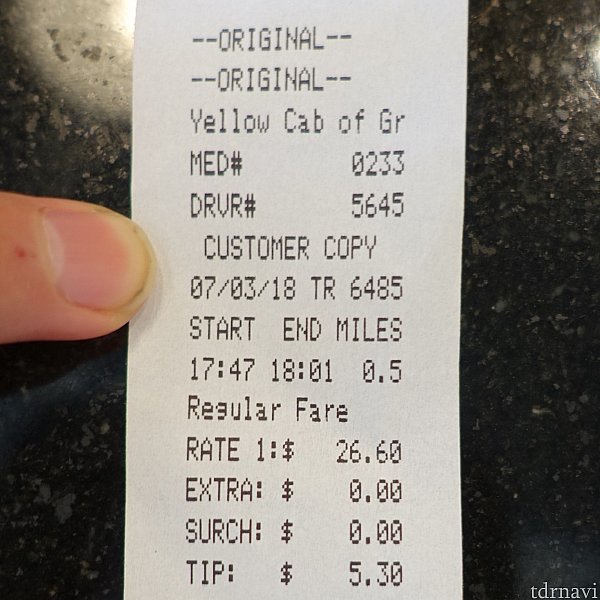 --ORIGINAL--
--ORIGINAL--
Yellow Cab of Gr
MED# 0233
DRVR# 5645
CUSTOMER COPY
07/03/18 TR 6485
START END MILES
17:47 18:01 0.5
Regular Fare
RATE 1:$ 26.60
EXTRA: $ 0.00
SURCH: $ 0.00
TIP: $ 5.30
tdrnavi